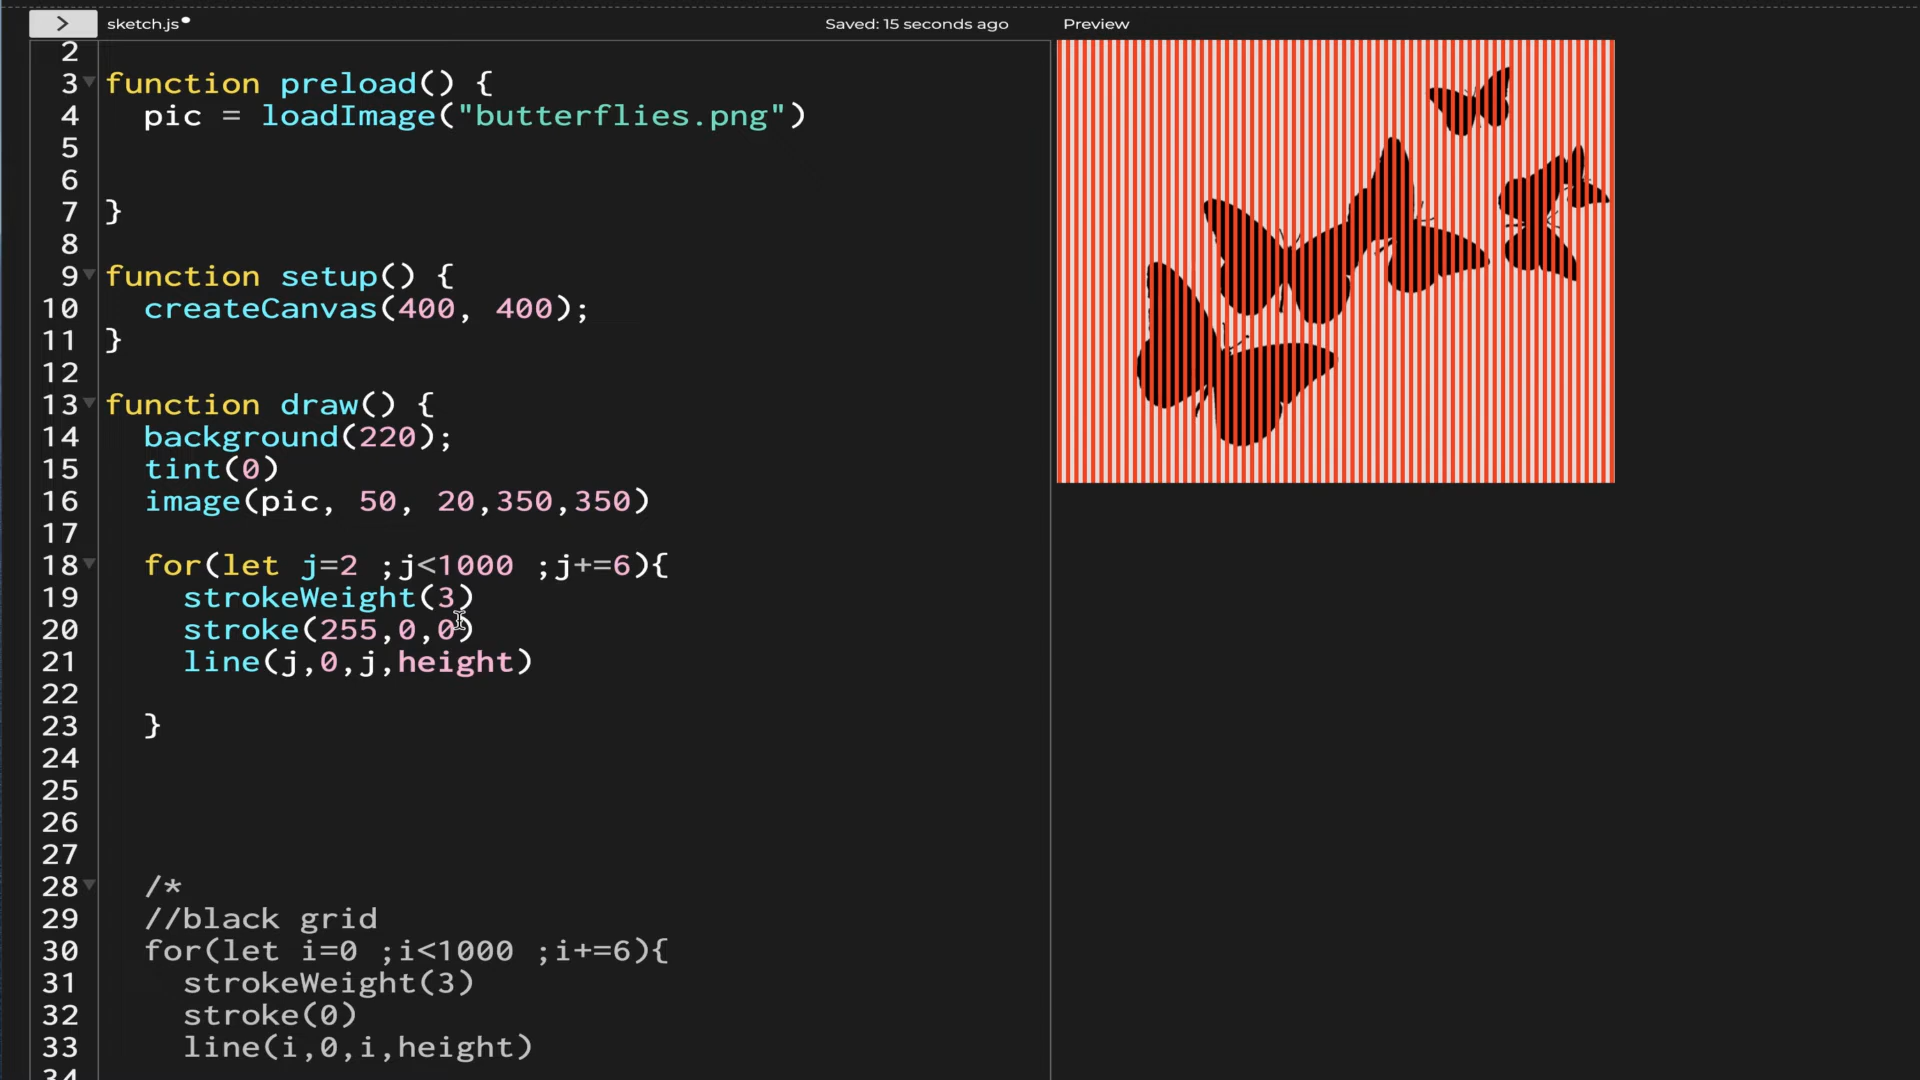 > sketch.js• Saved: 15 seconds ago Preview
2
3 function preload() {
4 pic = loadImage("butterflies.png")
5
6
7 }
8
9 function setup() {
10 createCanvas(400, 400);
11 }
12
13 function draw() {
14 background(220);
15 tint(0)
16 image(pic, 50, 20,350,350)
17
18 for(let j=2 ;j<1000 ;j+=6){
19 strokeWeight(3)
20 stroke(255,0,0)
21 line(j,0,j,height)
22
23 }
24
25
26
27
28 /*
29 //black grid
30 for(let i=0 ;i<1000 ;i+=6){
31 strokeWeight(3)
32 stroke(0)
33 line(i,0,i,height)
34